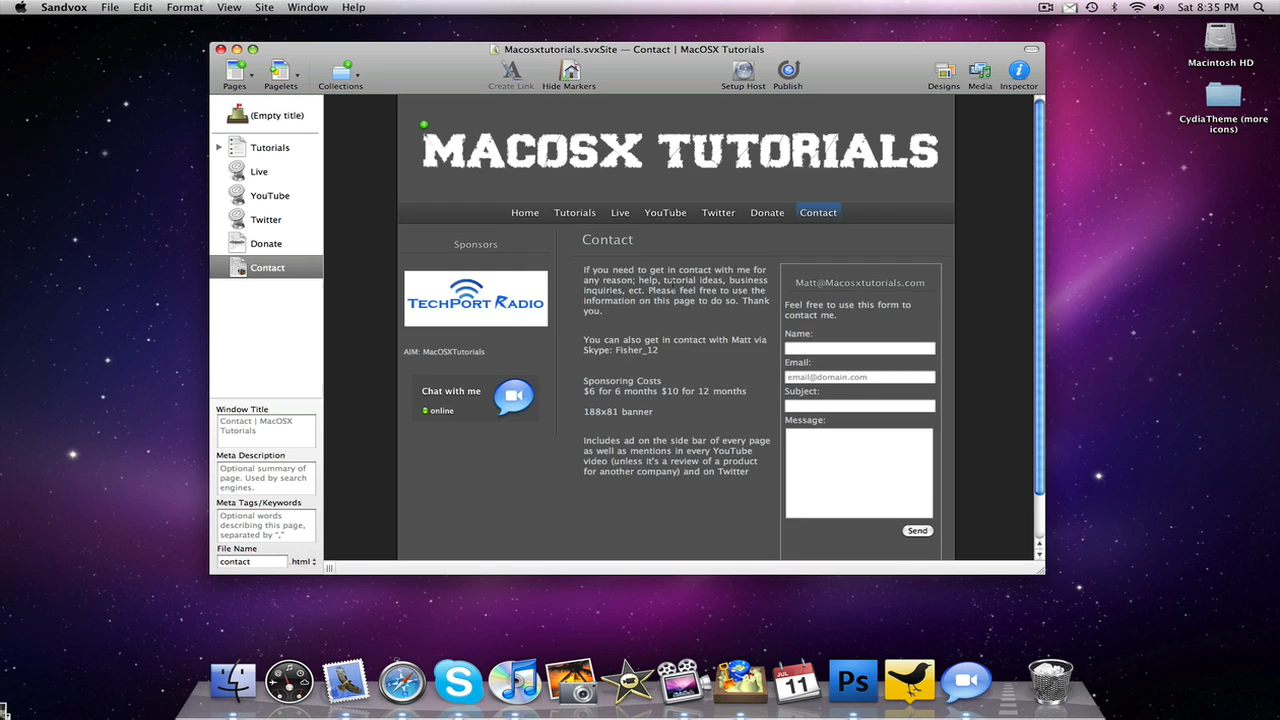 Sandvox File Edit Format View Site Window Help
Sat 8:35 PM
Macosxtutorials.svxSite — Contact | MacOSX Tutorials
Pages Pagelets Collections Create Link Hide Markers Setup Host Publish Designs Media Inspector
(Empty title)
Tutorials
Live
YouTube
Twitter
Donate
Contact
Window Title
Contact | MacOSX
Tutorials
Meta Description
Optional summary of
page. Used by search
engines.
Meta Tags/Keywords
Optional words
describing this page,
separated by ","
File Name
contact .html
MACOSX TUTORIALS
Home Tutorials Live YouTube Twitter Donate Contact
Sponsors
TECHPORT RADIO
AIM: MacOSXTutorials
Chat with me
online
Contact
If you need to get in contact with me for
any reason; help, tutorial ideas, business
inquiries, ect. Please feel free to use the
information on this page to do so. Thank
you.
You can also get in contact with Matt via
Skype: Fisher_12
Sponsoring Costs
$6 for 6 months $10 for 12 months
188x81 banner
Includes ad on the side bar of every page
as well as mentions in every YouTube
video (unless it's a review of a product
for another company) and on Twitter
Matt@Macosxtutorials.com
Feel free to use this form to
contact me.
Name:
Email:
email@domain.com
Subject:
Message:
Send
Macintosh HD
CydiaTheme (more
icons)
JUL
11
Ps